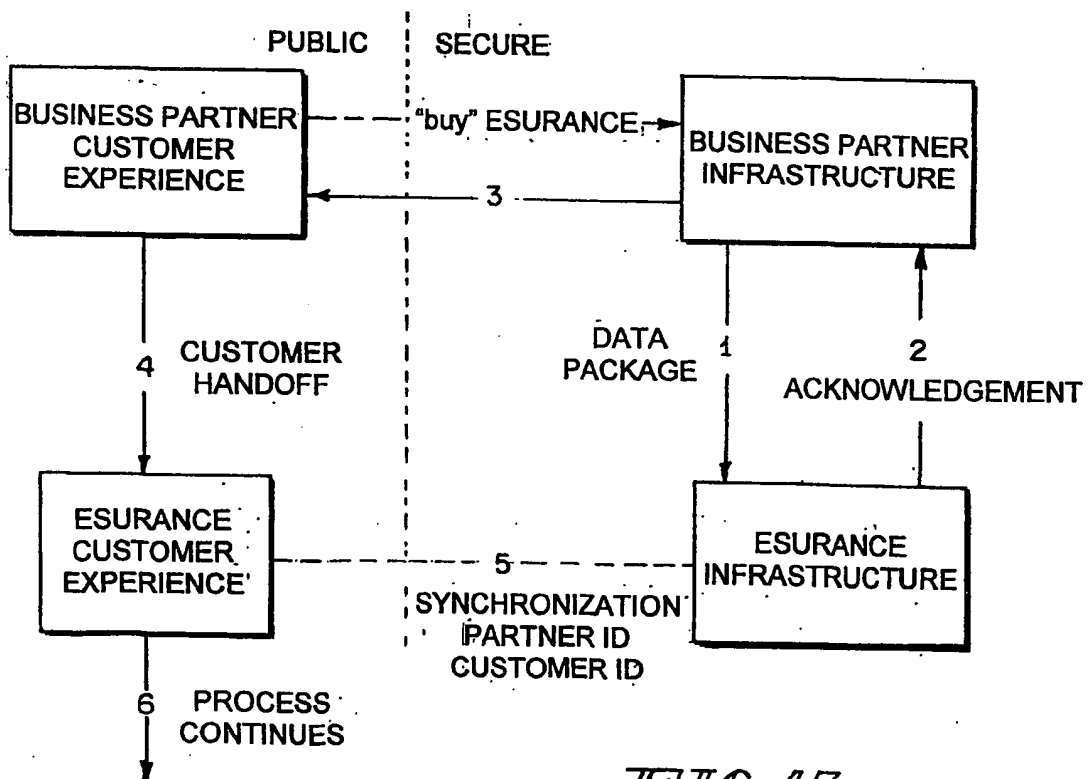 PUBLIC
SECURE
BUSINESS PARTNER
CUSTOMER
EXPERIENCE
"buy" ESURANCE
BUSINESS PARTNER
INFRASTRUCTURE
3
4
CUSTOMER
HANDOFF
DATA
PACKAGE
1
2
ACKNOWLEDGEMENT
ESURANCE
CUSTOMER
EXPERIENCE
5
SYNCHRONIZATION
PARTNER ID
CUSTOMER ID
ESURANCE
INFRASTRUCTURE
6
PROCESS
CONTINUES